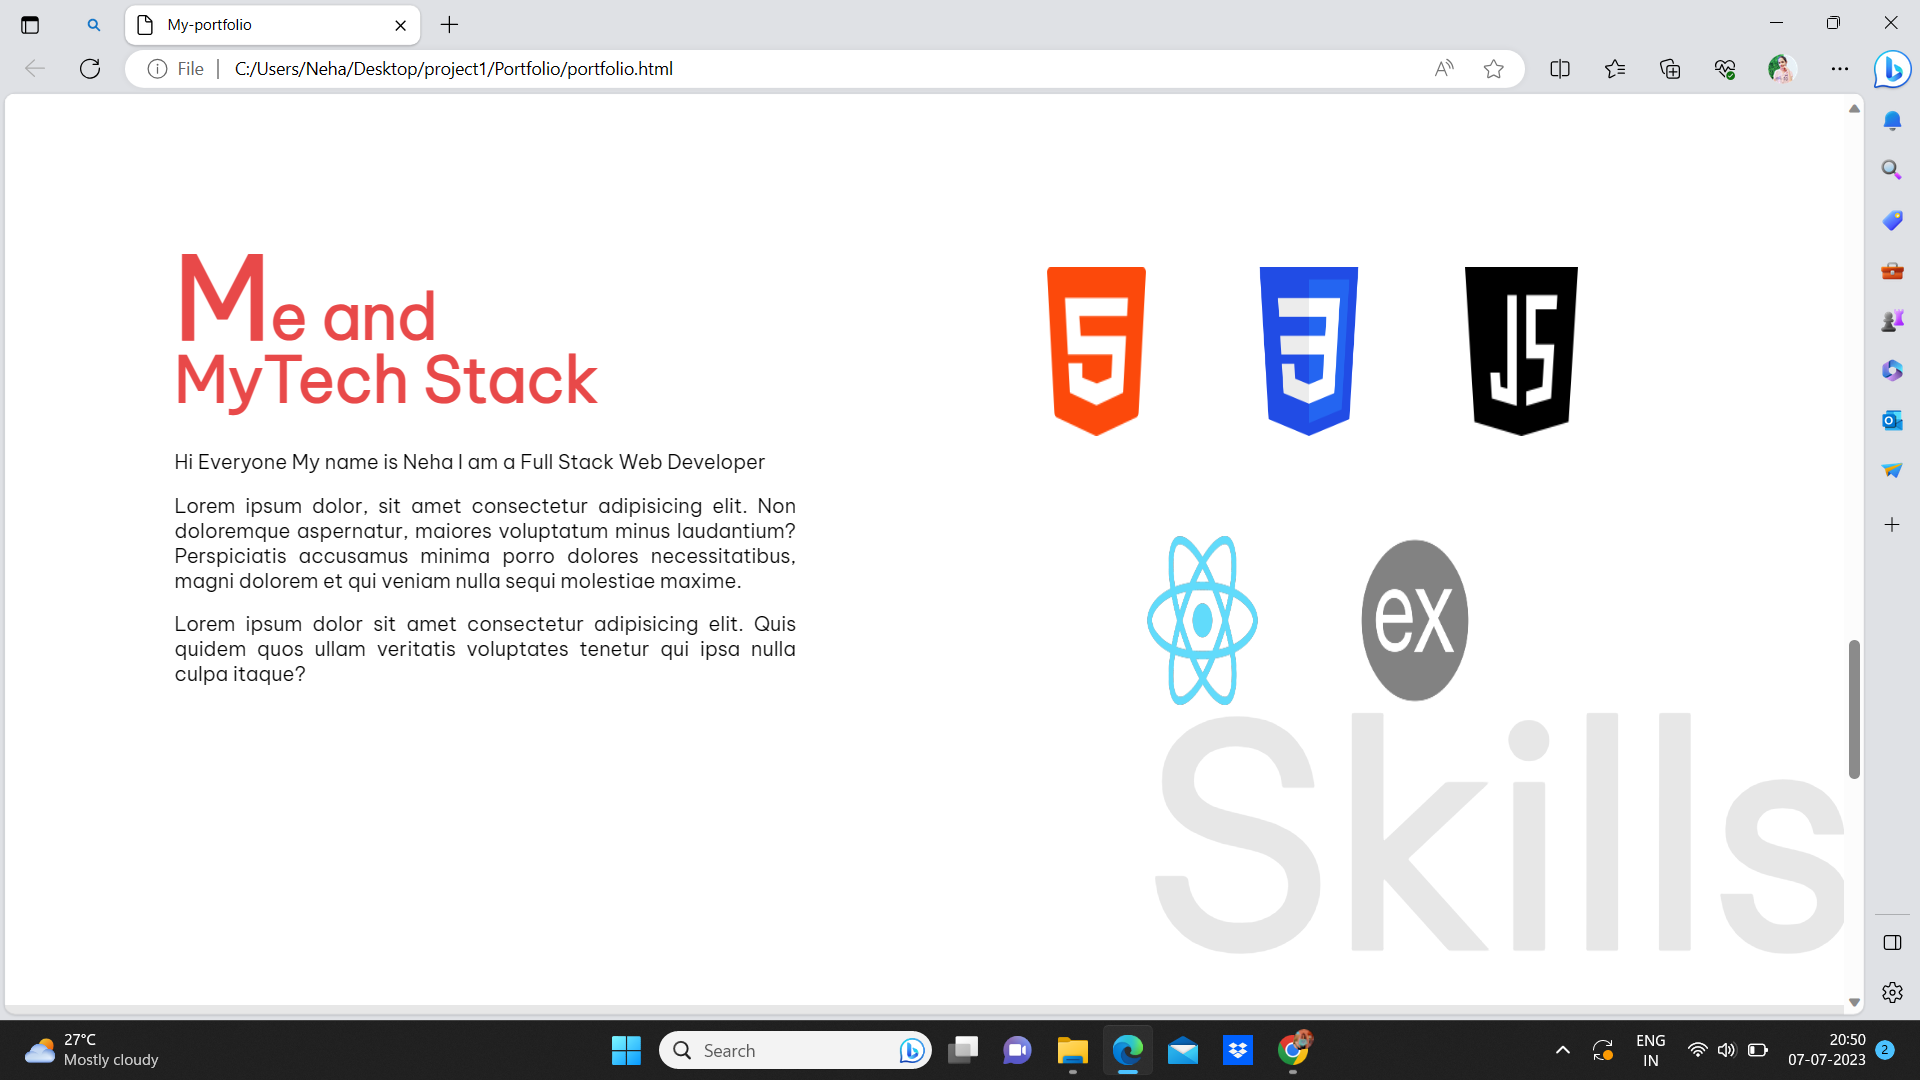 My-portfolio
File
C:/Users/Neha/Desktop/project1/Portfolio/portfolio.html
Me and
MyTech Stack
Hi Everyone My name is Neha I am a Full Stack Web Developer
Lorem ipsum dolor, sit amet consectetur adipisicing elit. Non
doloremque aspernatur, maiores voluptatum minus laudantium?
Perspiciatis accusamus minima porro dolores necessitatibus,
magni dolorem et qui veniam nulla sequi molestiae maxime.
Lorem ipsum dolor sit amet consectetur adipisicing elit. Quis
quidem quos ullam veritatis voluptates tenetur qui ipsa nulla
culpa itaque?
5
3
JS
ex
Skills
27°C
Mostly cloudy
Search
ENG
IN
20:50
07-07-2023
2